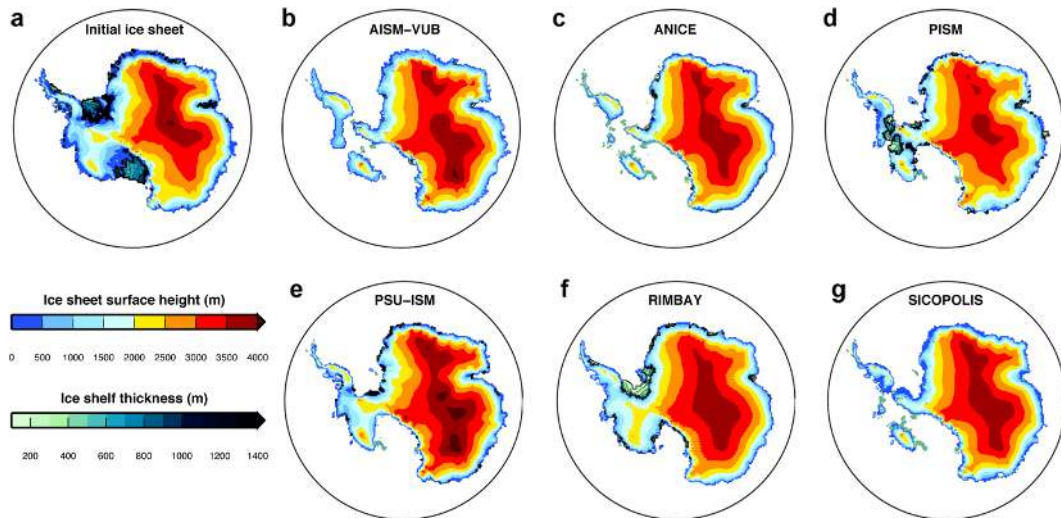 a Initial ice sheet
b AISM-VUB
c ANICE
d PISM
Ice sheet surface height (m)
0 500 1000 1500 2000 2500 3000 3500 4000
Ice shelf thickness (m)
200 400 600 800 1000 1200 1400
e PSU-ISM
f RIMBAY
g SICOPOLIS